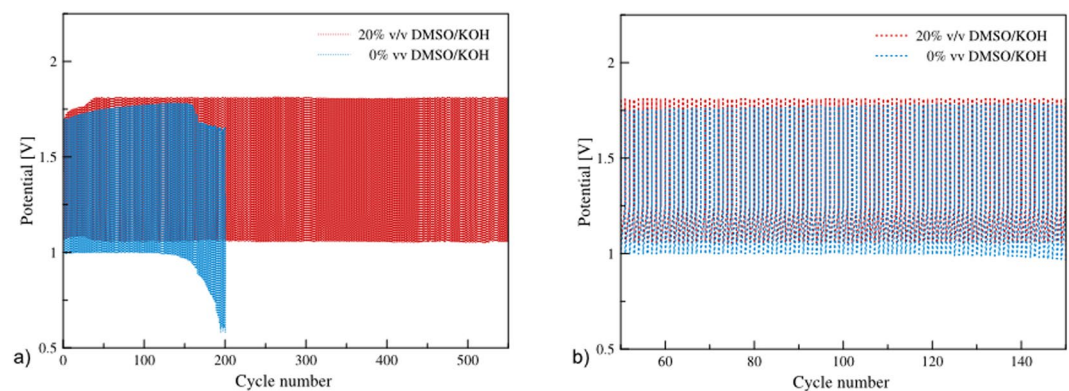 20% v/v DMSO/KOH
0% vv DMSO/KOH
2
1.5
1
0.5
Potential [V]
0
100
200
300
400
500
Cycle number
a)
20% v/v DMSO/KOH
0% vv DMSO/KOH
2
1.5
1
0.5
Potential [V]
60
80
100
120
140
Cycle number
b)